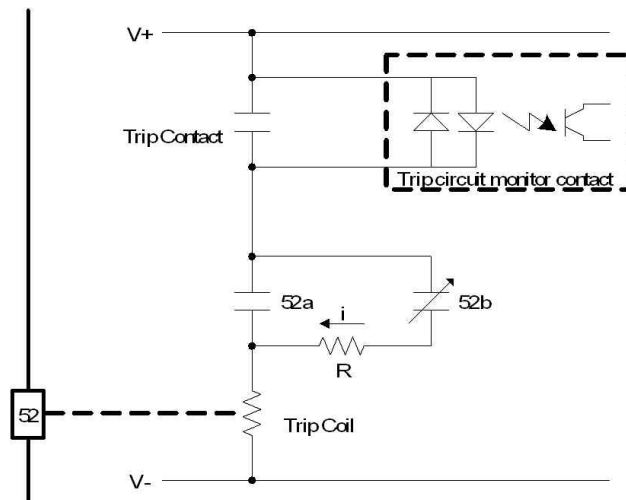 V+
Trip Contact
Trip circuit monitor contact
52a
52b
i
R
52
Trip Coil
V-